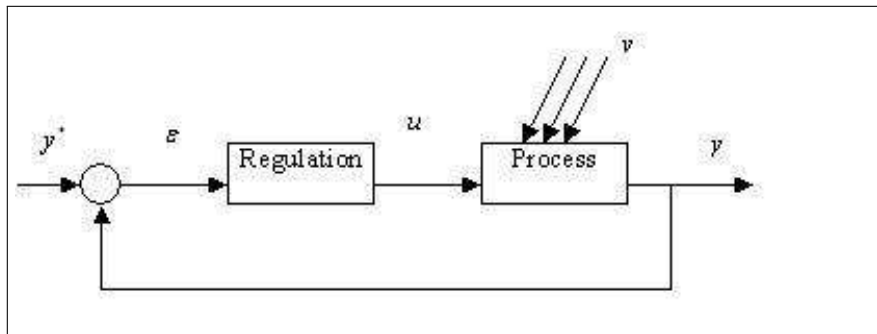 v
y* ε u y
Regulation Process